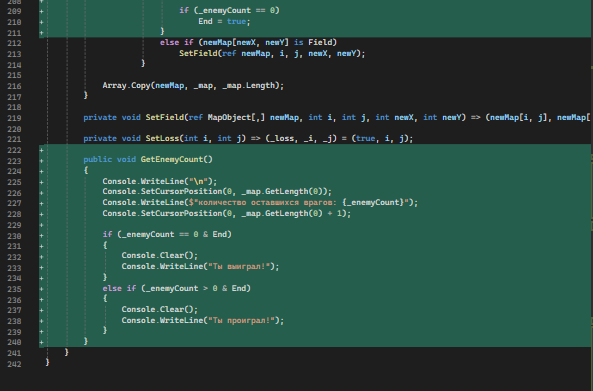 208
209 + if (_enemyCount == 0)
210 + End = true;
211 + }
212 else if (newMap[newX, newY] is Field)
213 SetField(ref newMap, i, j, newX, newY);
214 }
215
216 Array.Copy(newMap, _map, _map.Length);
217 }
218
219 private void SetField(ref MapObject[,] newMap, int i, int j, int newX, int newY) => (newMap[i, j], newMap[
220
221 private void SetLoss(int i, int j) => (_loss, _i, _j) = (true, i, j);
222 +
223 + public void GetEnemyCount()
224 + {
225 + Console.WriteLine("\n");
226 + Console.SetCursorPosition(0, _map.GetLength(0));
227 + Console.WriteLine($"количество оставшихся врагов: {_enemyCount}");
228 + Console.SetCursorPosition(0, _map.GetLength(0) + 1);
229 +
230 + if (_enemyCount == 0 & End)
231 + {
232 + Console.Clear();
233 + Console.WriteLine("Ты выиграл!");
234 + }
235 + else if (_enemyCount > 0 & End)
236 + {
237 + Console.Clear();
238 + Console.WriteLine("Ты проиграл!");
239 + }
240 + }
241 }
242 }